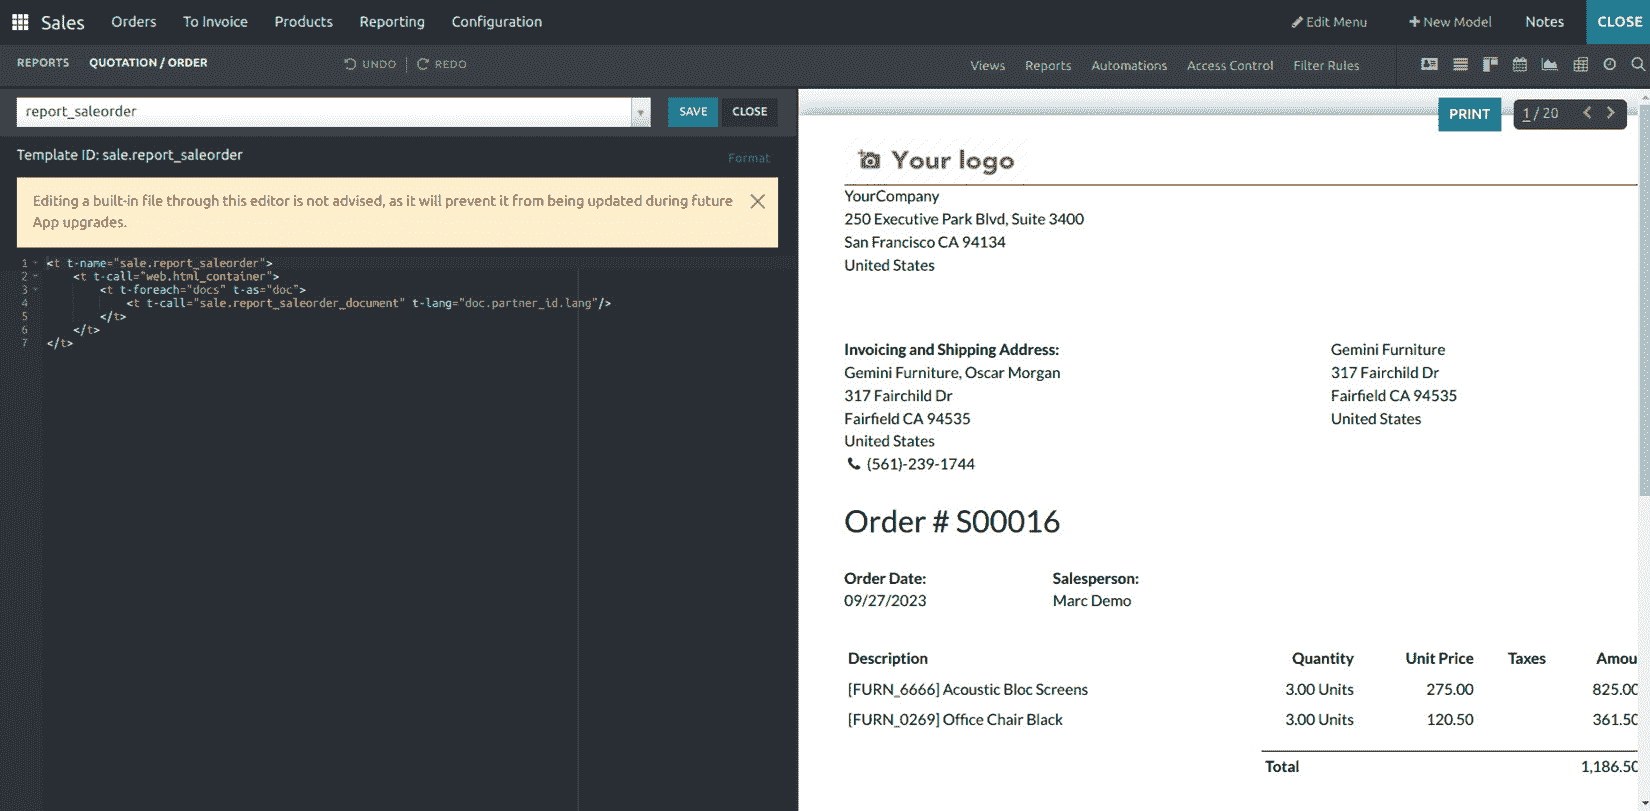 Sales Orders To Invoice Products Reporting Configuration Edit Menu New Model Notes CLOSE
REPORTS QUOTATION / ORDER UNDO REDO Views Reports Automations Access Control Filter Rules
report_saleorder SAVE CLOSE
Template ID: sale.report_saleorder Format
Editing a built-in file through this editor is not advised, as it will prevent it from being updated during future
App upgrades.
1 <t t-name="sale.report_saleorder">
2 <t t-call="web.html_container">
3 <t t-foreach="docs" t-as="doc">
4 <t t-call="sale.report_saleorder_document" t-lang="doc.partner_id.lang"/>
5 </t>
6 </t>
7 </t>
PRINT 1 / 20
Your logo
YourCompany
250 Executive Park Blvd, Suite 3400
San Francisco CA 94134
United States
Invoicing and Shipping Address:
Gemini Furniture, Oscar Morgan
317 Fairchild Dr
Fairfield CA 94535
United States
(561)-239-1744
Gemini Furniture
317 Fairchild Dr
Fairfield CA 94535
United States
Order # S00016
Order Date: Salesperson:
09/27/2023 Marc Demo
Description Quantity Unit Price Taxes Amou
[FURN_6666] Acoustic Bloc Screens 3.00 Units 275.00 825.00
[FURN_0269] Office Chair Black 3.00 Units 120.50 361.50
Total 1,186.50